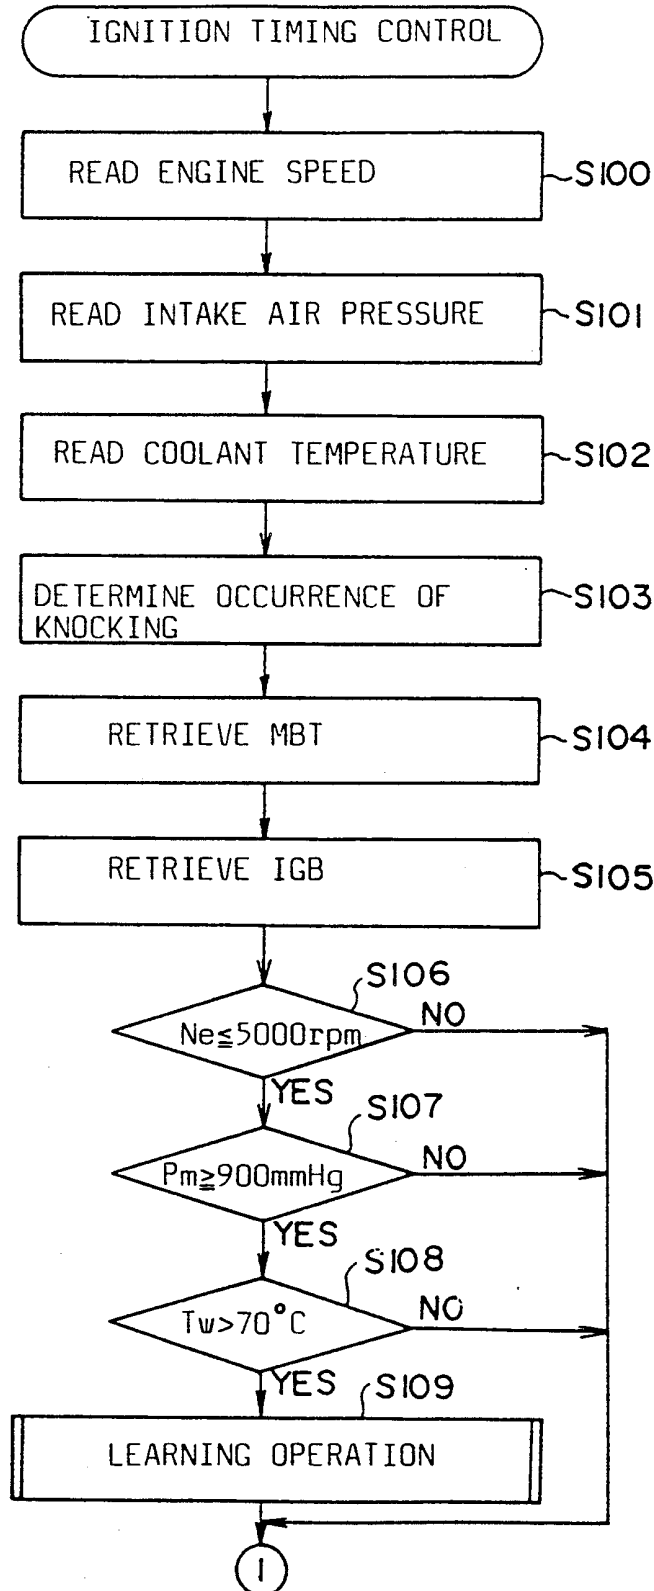 IGNITION TIMING CONTROL
READ ENGINE SPEED
S100
READ INTAKE AIR PRESSURE
S101
READ COOLANT TEMPERATURE
S102
DETERMINE OCCURRENCE OF
KNOCKING
S103
RETRIEVE MBT
S104
RETRIEVE IGB
S105
S106
Ne≦5000rpm
NO
YES
S107
Pm≧900mmHg
NO
YES
S108
Tw>70°C
NO
YES
S109
LEARNING OPERATION
1